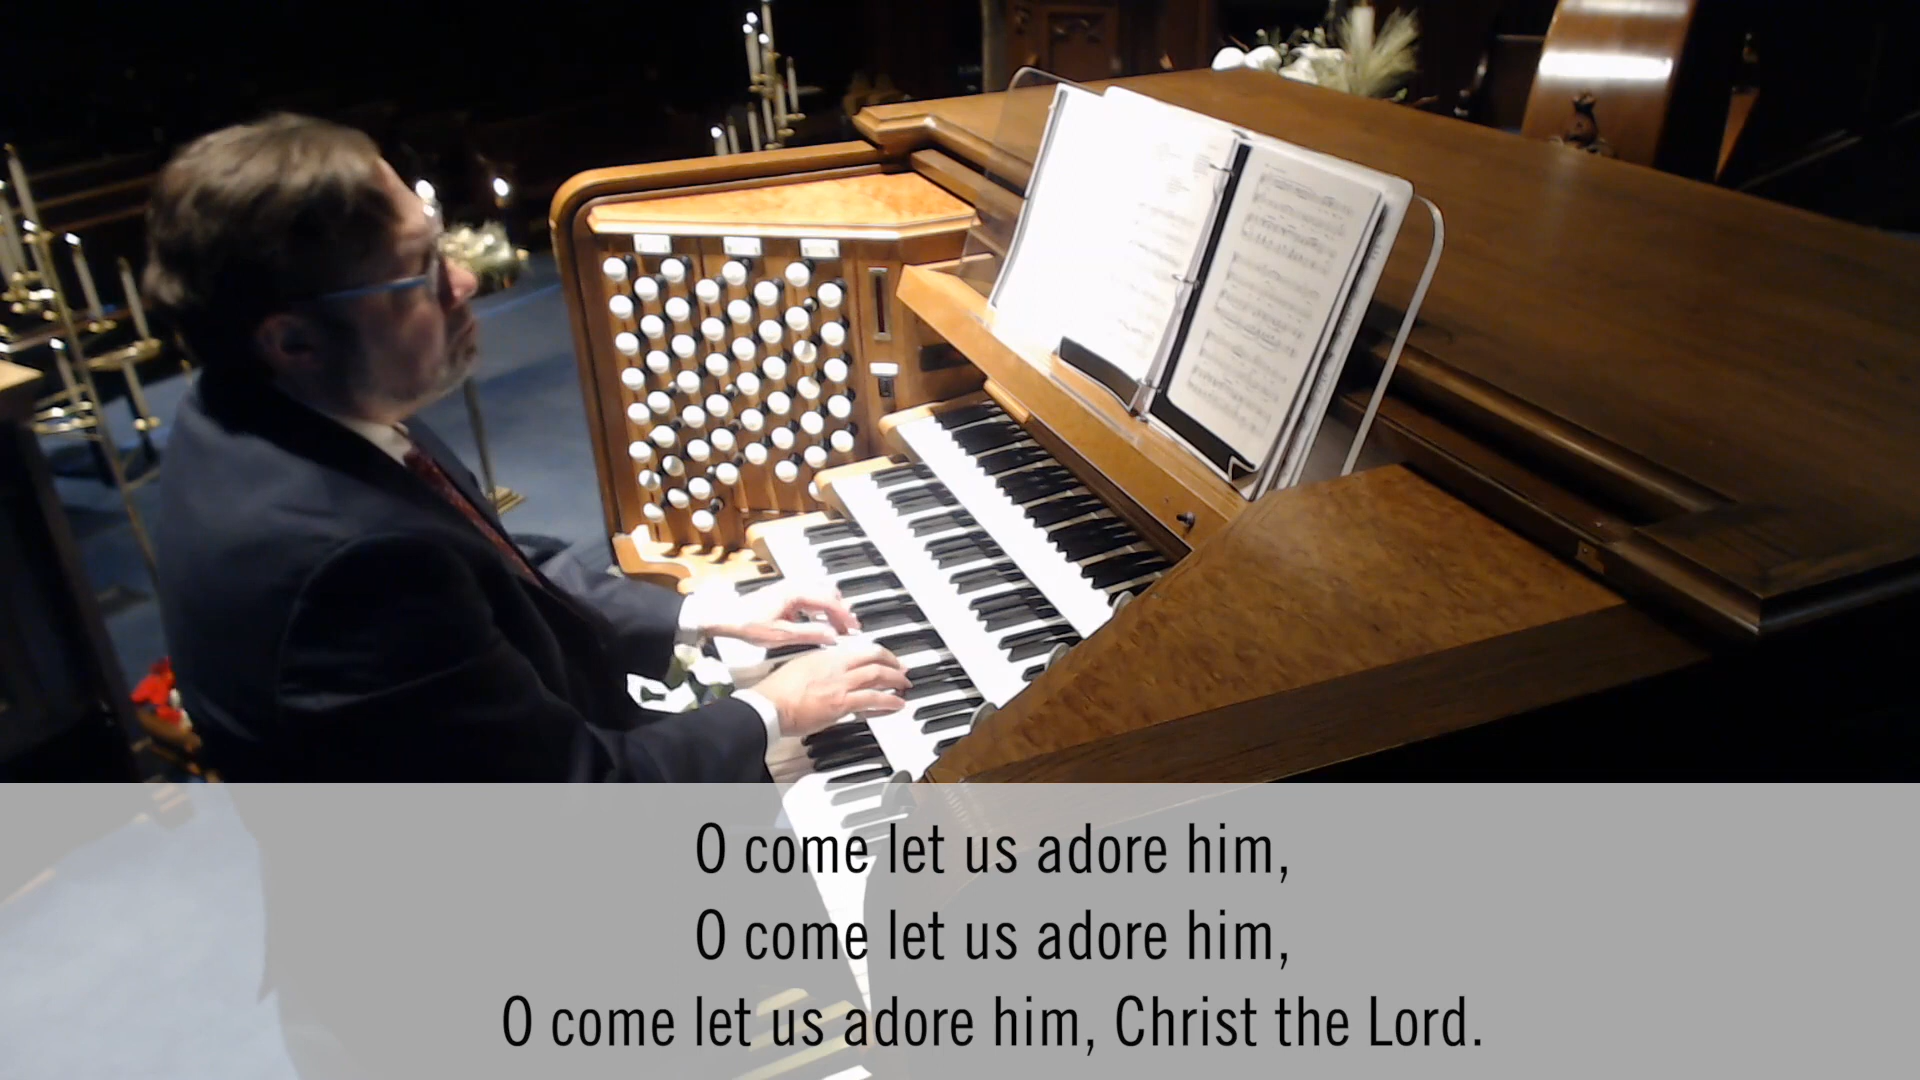 O come let us adore him,
O come let us adore him,
O come let us adore him, Christ the Lord.